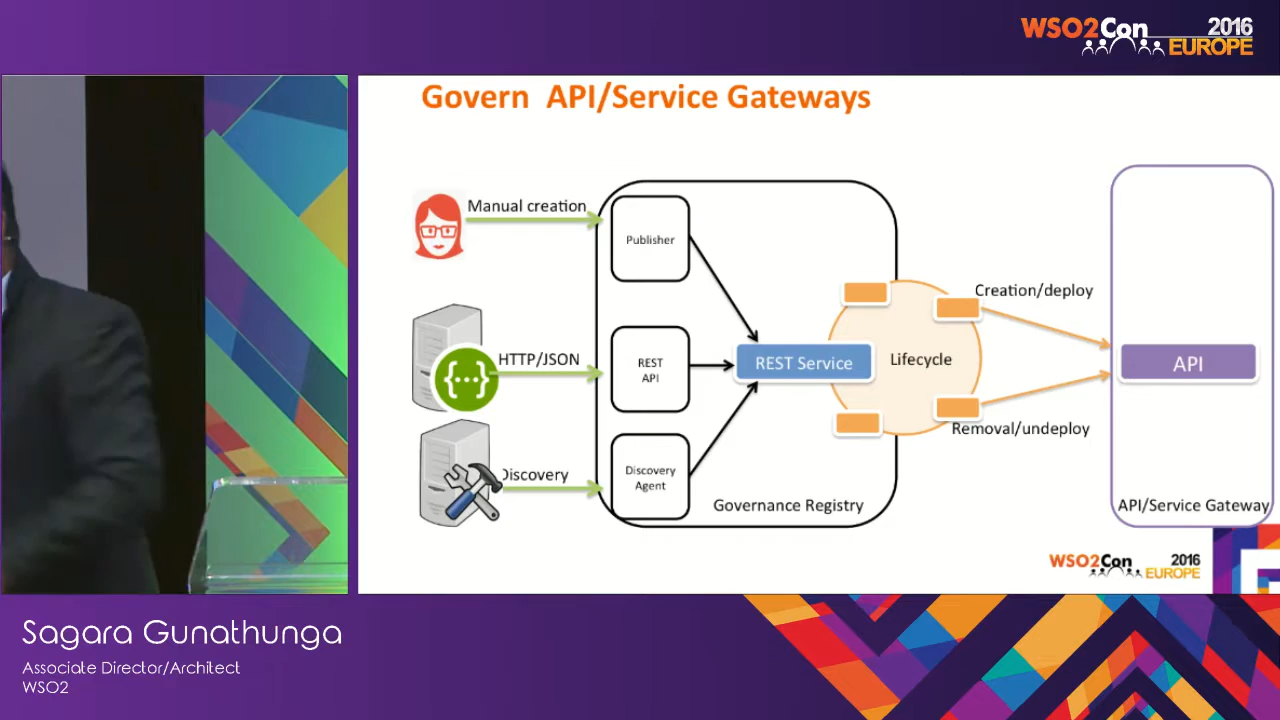 WSO2Con 2016
EUROPE
Govern API/Service Gateways
Manual creation
Publisher
HTTP/JSON
{···}
REST
API
Discovery
Discovery
Agent
REST Service
Lifecycle
Governance Registry
Creation/deploy
Removal/undeploy
API
API/Service Gateway
WSO2Con 2016
EUROPE
Sagara Gunathunga
Associate Director/Architect
WSO2